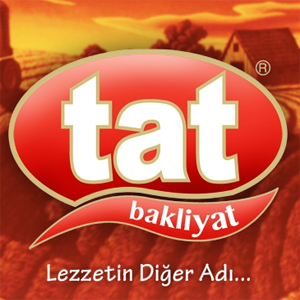 tat ®
bakliyat
Lezzetin Diğer Adı...